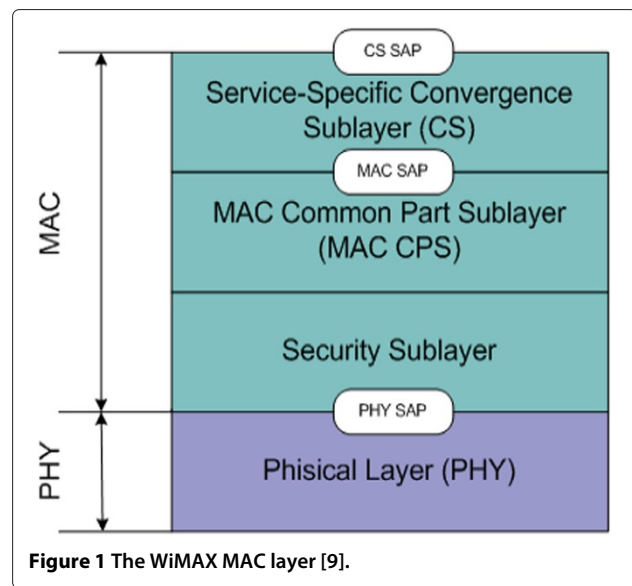 CS SAP
Service-Specific Convergence
Sublayer (CS)
MAC SAP
MAC
MAC Common Part Sublayer
(MAC CPS)
Security Sublayer
PHY SAP
PHY
Phisical Layer (PHY)
Figure 1 The WiMAX MAC layer [9].